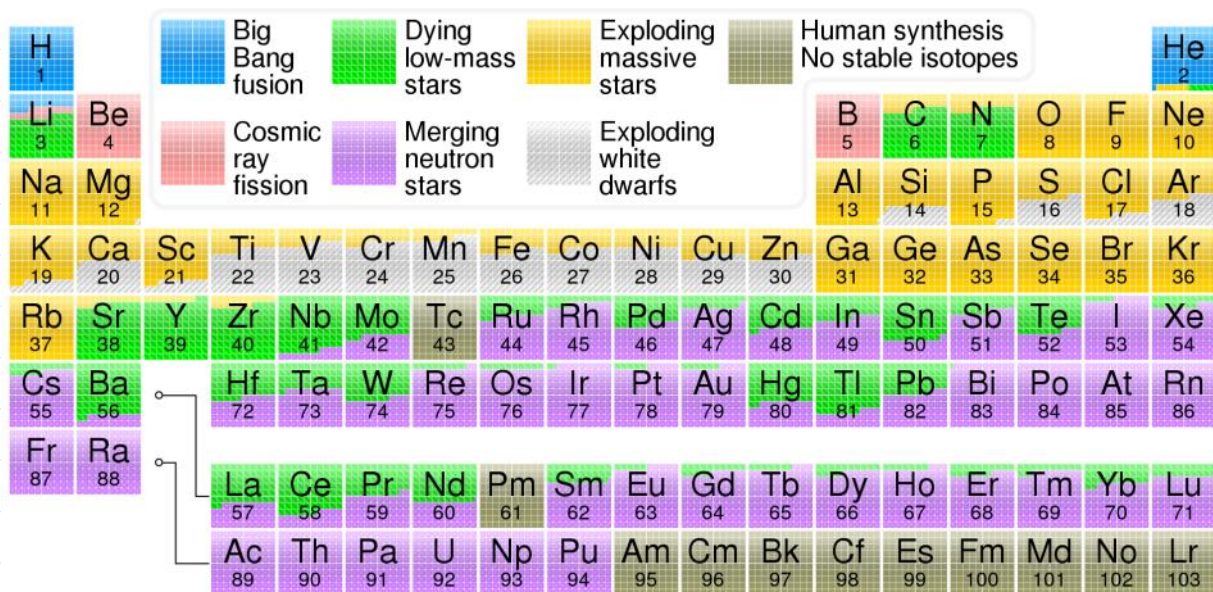 Big Bang fusion
Dying low-mass stars
Exploding massive stars
Human synthesis No stable isotopes
Cosmic ray fission
Merging neutron stars
Exploding white dwarfs
H He
1 2
Li Be B C N O F Ne
3 4 5 6 7 8 9 10
Na Mg Al Si P S Cl Ar
11 12 13 14 15 16 17 18
K Ca Sc Ti V Cr Mn Fe Co Ni Cu Zn Ga Ge As Se Br Kr
19 20 21 22 23 24 25 26 27 28 29 30 31 32 33 34 35 36
Rb Sr Y Zr Nb Mo Tc Ru Rh Pd Ag Cd In Sn Sb Te I Xe
37 38 39 40 41 42 43 44 45 46 47 48 49 50 51 52 53 54
Cs Ba Hf Ta W Re Os Ir Pt Au Hg Tl Pb Bi Po At Rn
55 56 72 73 74 75 76 77 78 79 80 81 82 83 84 85 86
Fr Ra
87 88
La Ce Pr Nd Pm Sm Eu Gd Tb Dy Ho Er Tm Yb Lu
57 58 59 60 61 62 63 64 65 66 67 68 69 70 71
Ac Th Pa U Np Pu Am Cm Bk Cf Es Fm Md No Lr
89 90 91 92 93 94 95 96 97 98 99 100 101 102 103